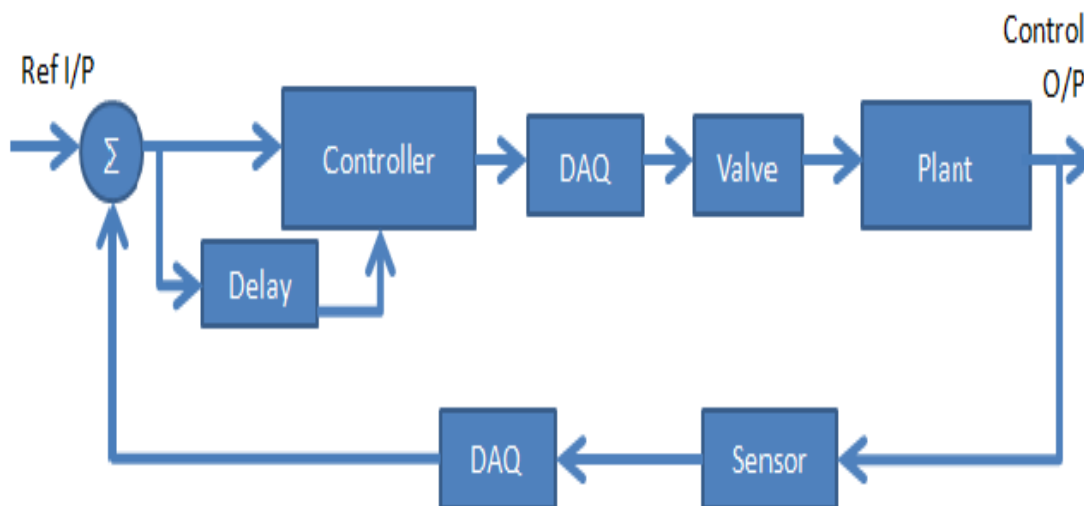 Control
O/P
Ref I/P
Σ
Controller
DAQ
Valve
Plant
Delay
DAQ
Sensor